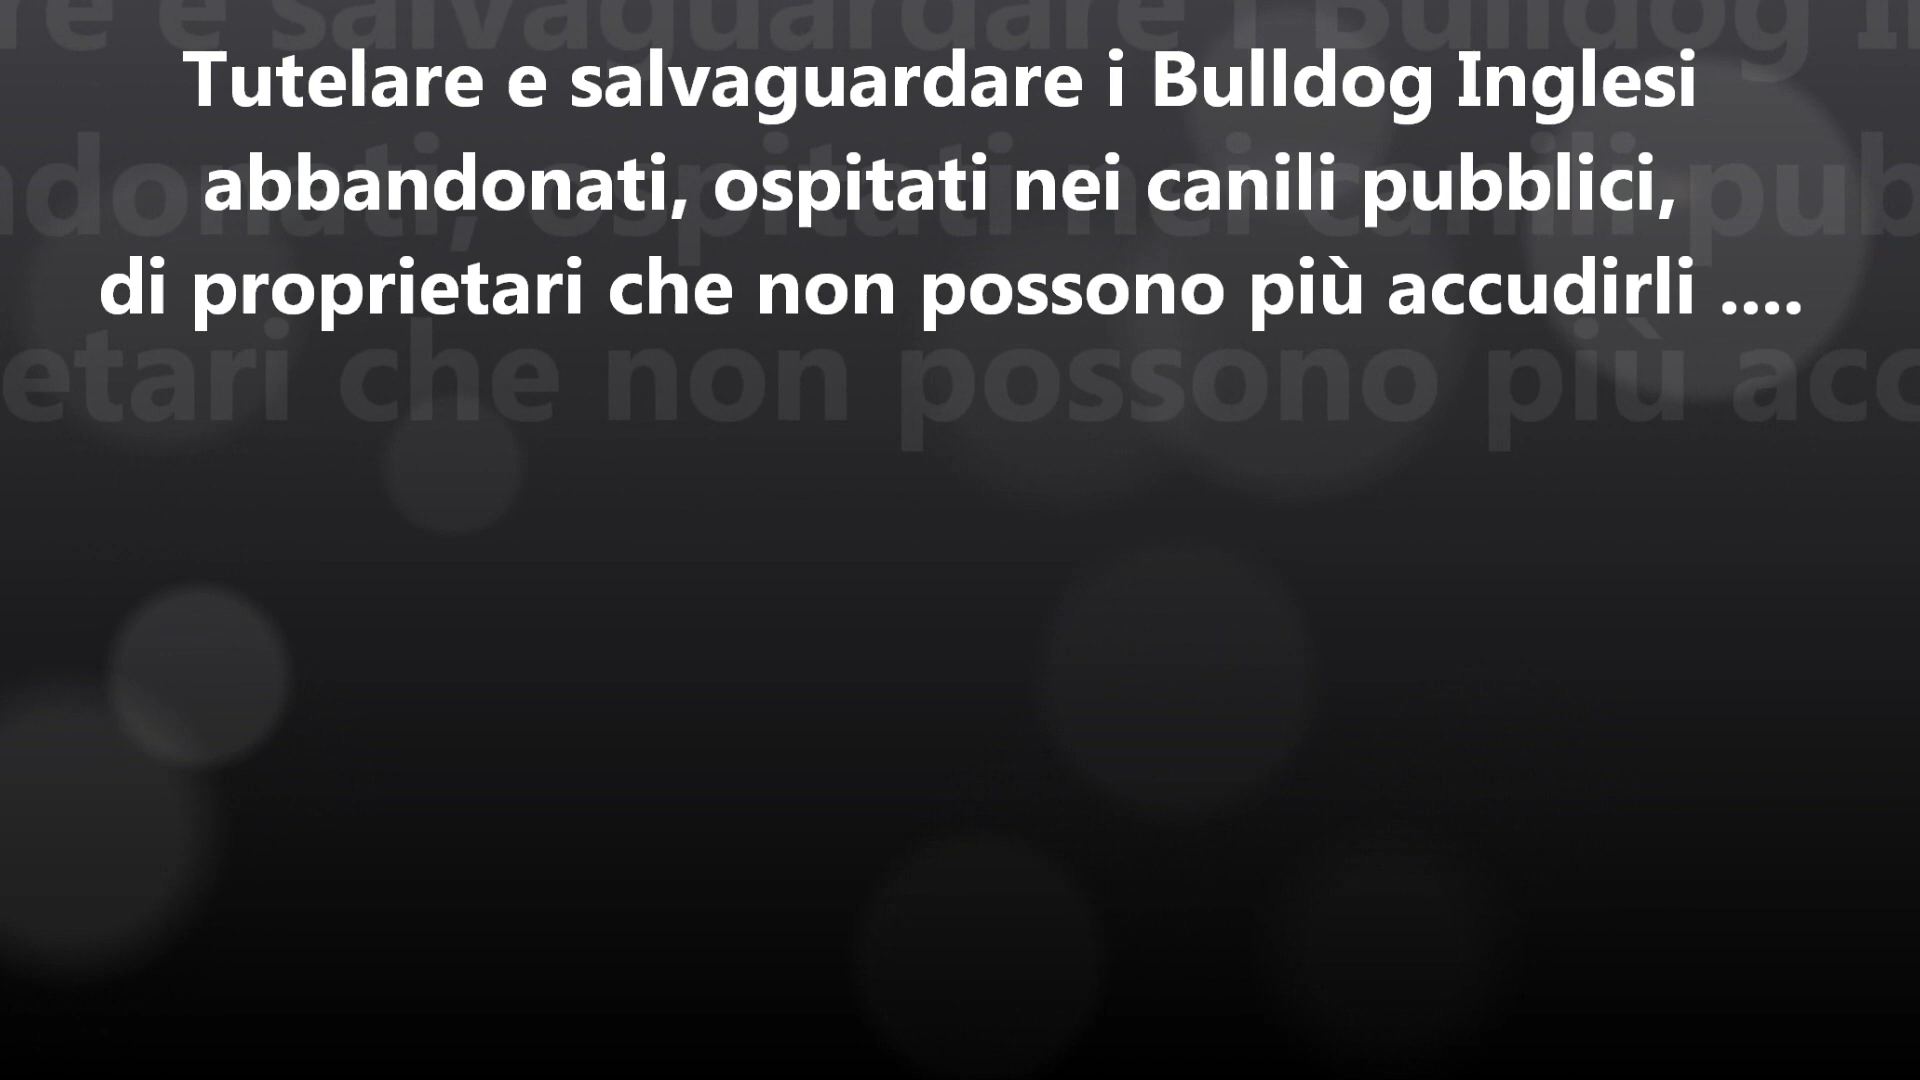 Tutelare e salvaguardare i Bulldog Inglesi
abbandonati, ospitati nei canili pubblici,
di proprietari che non possono più accudirli ....